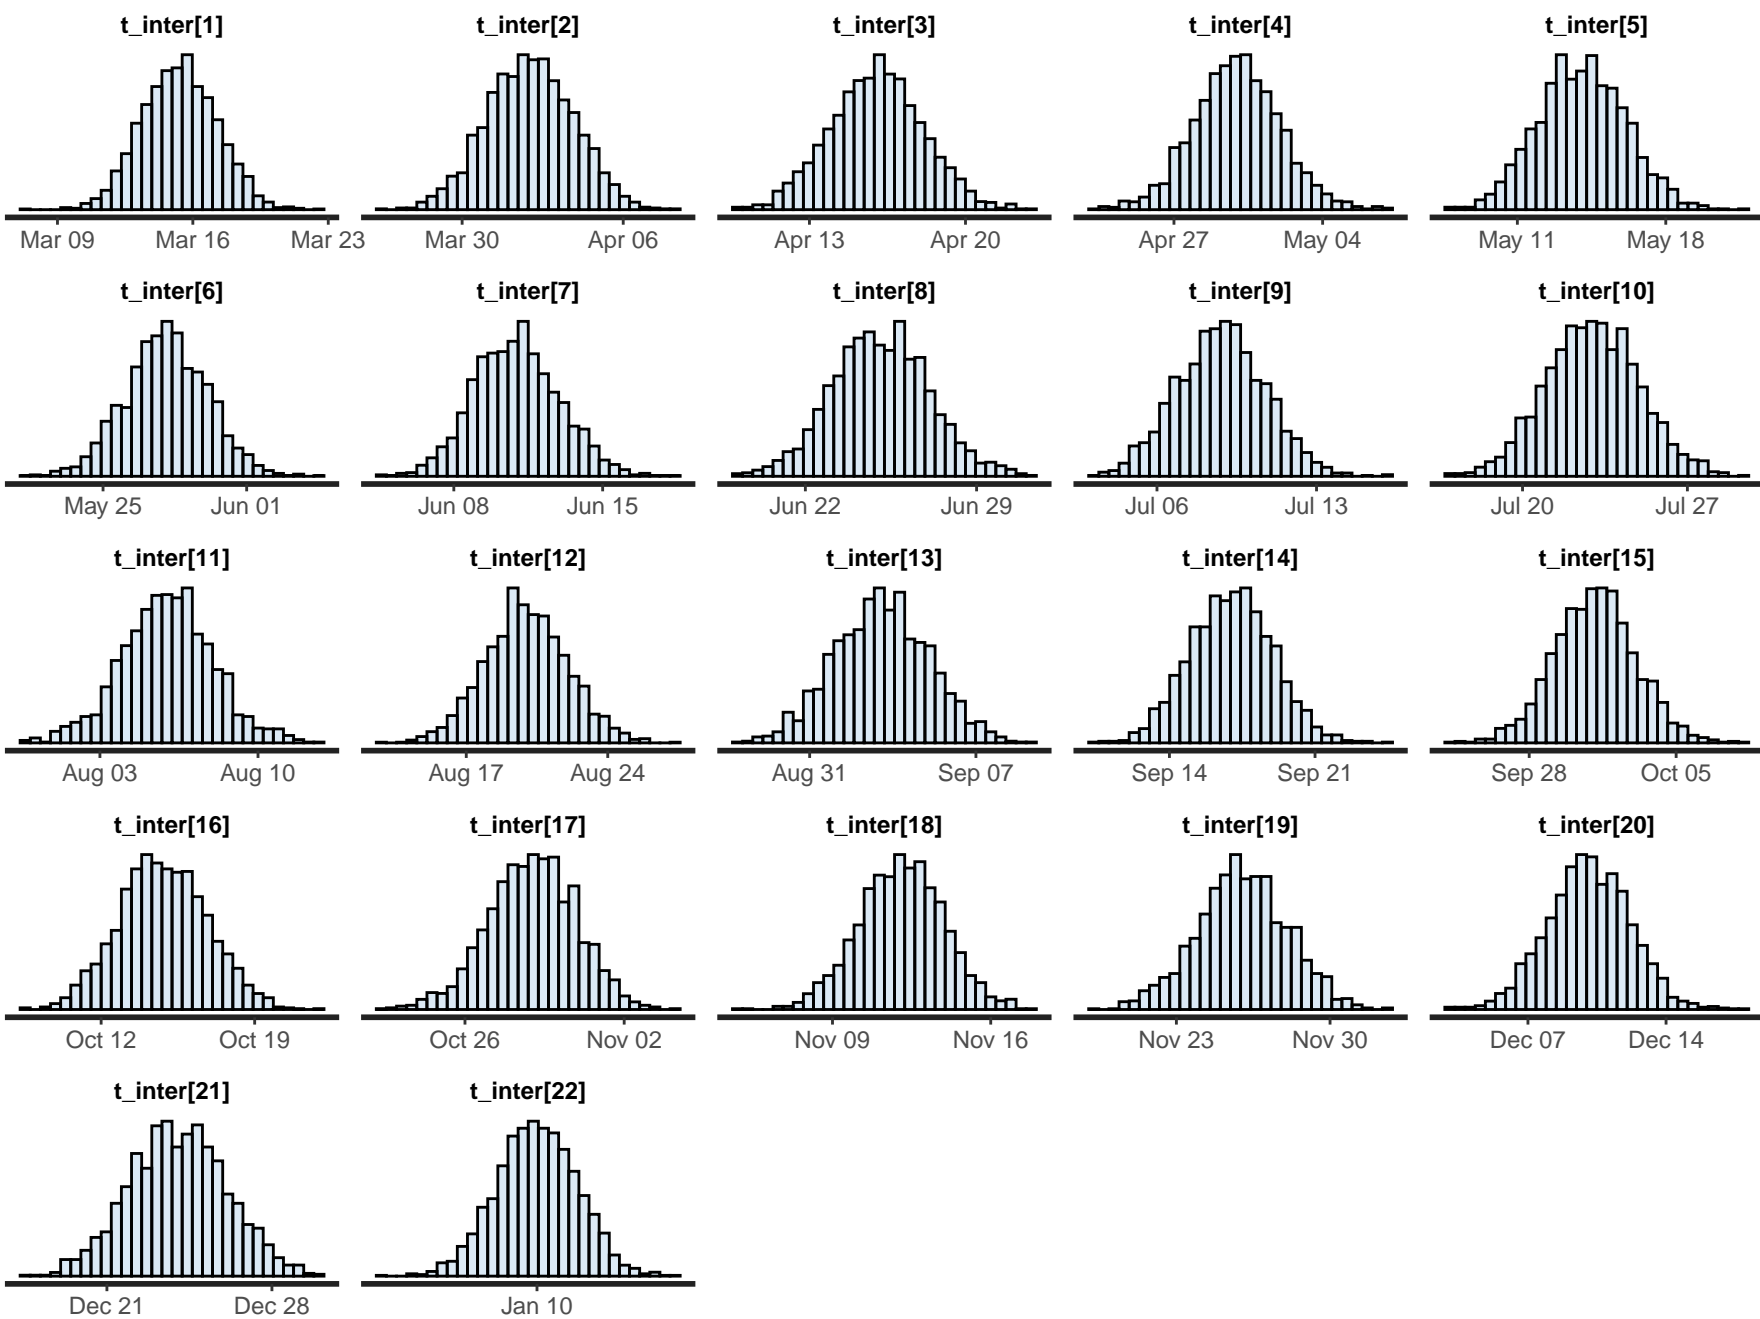 t_inter[1] t_inter[2] t_inter[3] t_inter[4] t_inter[5]
Mar 09 Mar 16 Mar 23 Mar 30 Apr 06 Apr 13 Apr 20 Apr 27 May 04 May 11 May 18
t_inter[6] t_inter[7] t_inter[8] t_inter[9] t_inter[10]
May 25 Jun 01 Jun 08 Jun 15 Jun 22 Jun 29 Jul 06 Jul 13 Jul 20 Jul 27
t_inter[11] t_inter[12] t_inter[13] t_inter[14] t_inter[15]
Aug 03 Aug 10 Aug 17 Aug 24 Aug 31 Sep 07 Sep 14 Sep 21 Sep 28 Oct 05
t_inter[16] t_inter[17] t_inter[18] t_inter[19] t_inter[20]
Oct 12 Oct 19 Oct 26 Nov 02 Nov 09 Nov 16 Nov 23 Nov 30 Dec 07 Dec 14
t_inter[21] t_inter[22]
Dec 21 Dec 28 Jan 10